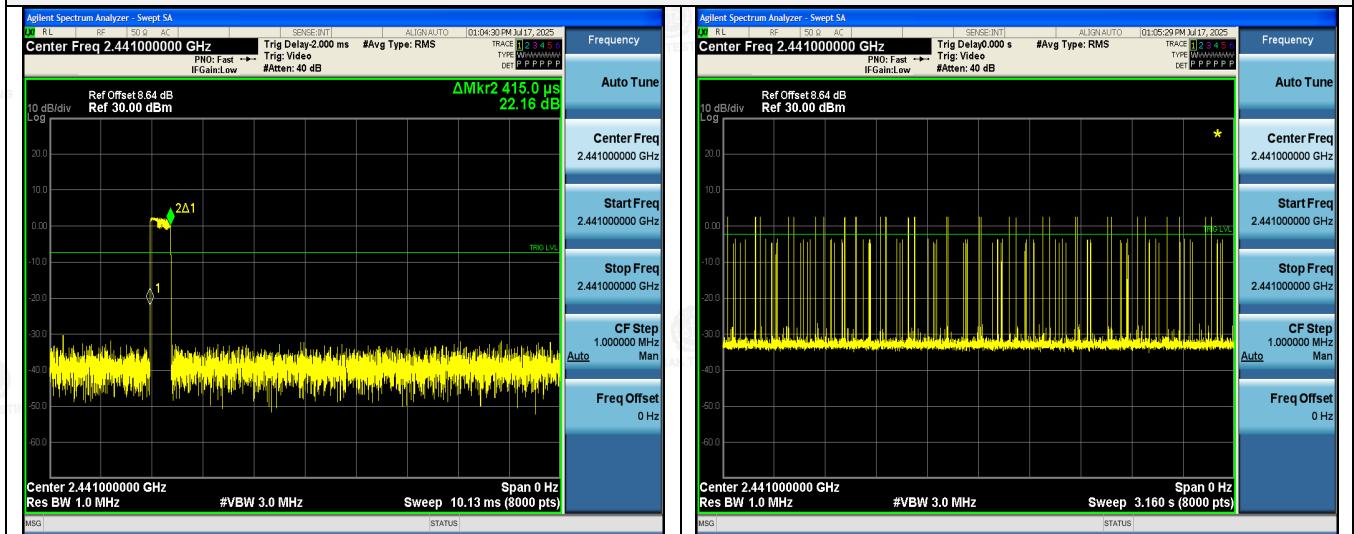 Agilent Spectrum Analyzer - Swept SA
LXI RL RF 50 Ω AC SENSE:INT ALIGN AUTO 01:04:30 PM Jul 17, 2025
Center Freq 2.441000000 GHz
Trig Delay-2.000 ms #Avg Type: RMS
TRACE 1 2 3 4 5 6
PNO: Fast Trig: Video
TYPE WWWWWW
IFGain:Low #Atten: 40 dB
DET P P P P P P
ΔMkr2 415.0 µs
22.16 dB
Ref Offset 8.64 dB
10 dB/div Ref 30.00 dBm
Log
20.0
10.0
0.00
-10.0
-20.0
-30.0
-40.0
-50.0
-60.0
2Δ1
1
TRIG LVL
Center 2.441000000 GHz Span 0 Hz
Res BW 1.0 MHz #VBW 3.0 MHz Sweep 10.13 ms (8000 pts)
MSG STATUS
Frequency
Auto Tune
Center Freq
2.441000000 GHz
Start Freq
2.441000000 GHz
Stop Freq
2.441000000 GHz
CF Step
1.000000 MHz
Auto Man
Freq Offset
0 Hz
Agilent Spectrum Analyzer - Swept SA
LXI RL RF 50 Ω AC SENSE:INT ALIGN AUTO 01:05:29 PM Jul 17, 2025
Center Freq 2.441000000 GHz
Trig Delay0.000 s #Avg Type: RMS
TRACE 1 2 3 4 5 6
PNO: Fast Trig: Video
TYPE WWWWWW
IFGain:Low #Atten: 40 dB
DET P P P P P P
Ref Offset 8.64 dB
10 dB/div Ref 30.00 dBm
Log
*
20.0
10.0
0.00
-10.0
-20.0
-30.0
-40.0
-50.0
-60.0
TRIG LVL
Center 2.441000000 GHz Span 0 Hz
Res BW 1.0 MHz #VBW 3.0 MHz Sweep 3.160 s (8000 pts)
MSG STATUS
Frequency
Auto Tune
Center Freq
2.441000000 GHz
Start Freq
2.441000000 GHz
Stop Freq
2.441000000 GHz
CF Step
1.000000 MHz
Auto Man
Freq Offset
0 Hz